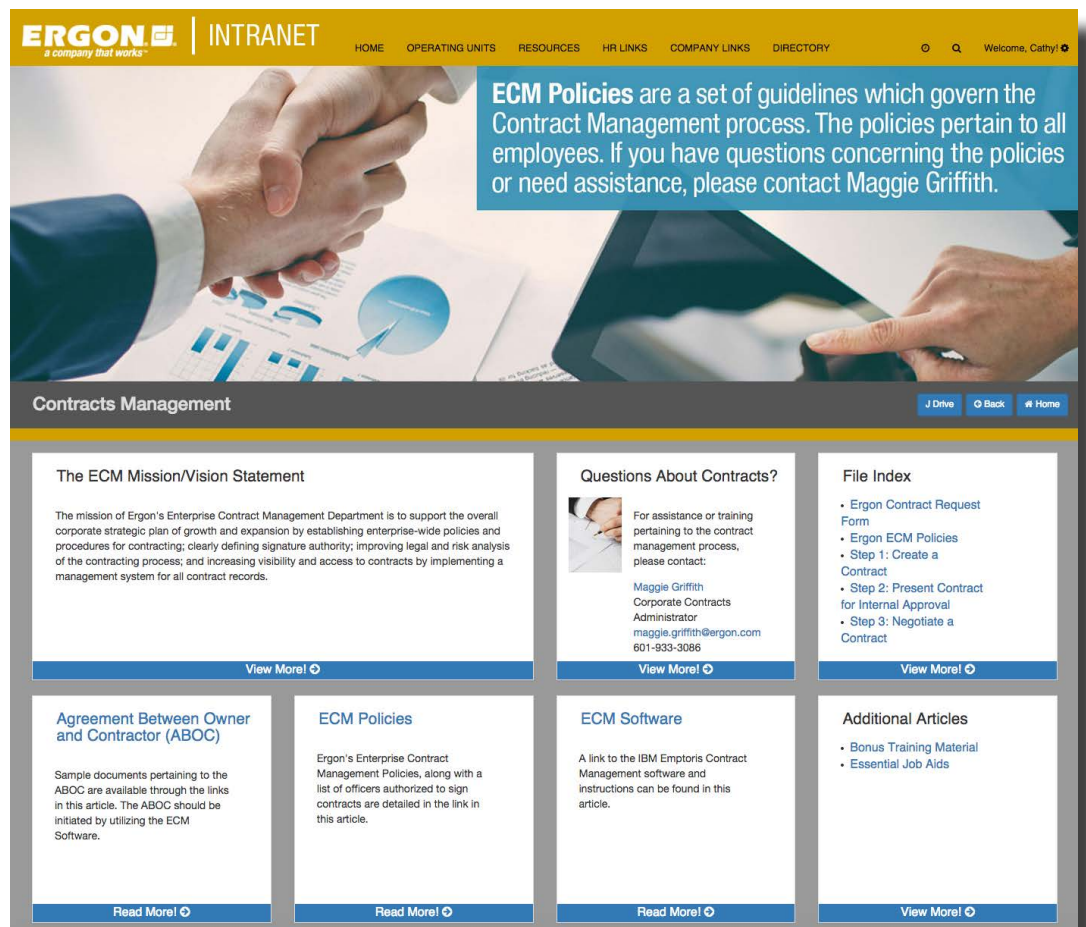 ERGON
a company that works
INTRANET
HOME OPERATING UNITS RESOURCES HR LINKS COMPANY LINKS DIRECTORY
Welcome, Cathy!
ECM Policies are a set of guidelines which govern the
Contract Management process. The policies pertain to all
employees. If you have questions concerning the policies
or need assistance, please contact Maggie Griffith.
Contracts Management
J Drive
Back
Home
The ECM Mission/Vision Statement
The mission of Ergon's Enterprise Contract Management Department is to support the overall
corporate strategic plan of growth and expansion by establishing enterprise-wide policies and
procedures for contracting; clearly defining signature authority; improving legal and risk analysis
of the contracting process; and increasing visibility and access to contracts by implementing a
management system for all contract records.
View More!
Questions About Contracts?
For assistance or training
pertaining to the contract
management process,
please contact:
Maggie Griffith
Corporate Contracts
Administrator
maggie.griffith@ergon.com
601-933-3086
View More!
File Index
• Ergon Contract Request
Form
• Ergon ECM Policies
• Step 1: Create a
Contract
• Step 2: Present Contract
for Internal Approval
• Step 3: Negotiate a
Contract
View More!
Agreement Between Owner
and Contractor (ABOC)
Sample documents pertaining to the
ABOC are available through the links
in this article. The ABOC should be
initiated by utilizing the ECM
Software.
Read More!
ECM Policies
Ergon's Enterprise Contract
Management Policies, along with a
list of officers authorized to sign
contracts are detailed in the link in
this article.
Read More!
ECM Software
A link to the IBM Emptoris Contract
Management software and
instructions can be found in this
article.
Read More!
Additional Articles
• Bonus Training Material
• Essential Job Aids
View More!